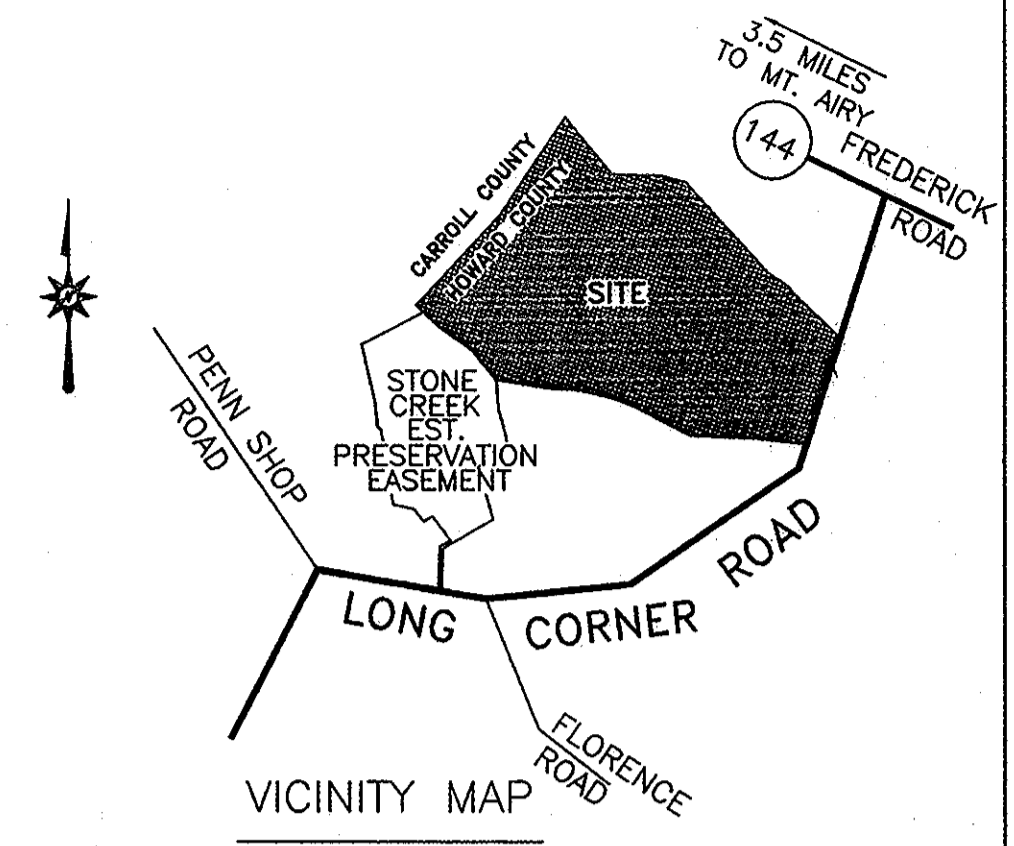 3.5 MILES
TO MT. AIRY
144
FREDERICK
ROAD
CARROLL COUNTY
HOWARD COUNTY
SITE
N
PENN SHOP
ROAD
STONE
CREEK
EST.
PRESERVATION
EASEMENT
LONG CORNER ROAD
FLORENCE
ROAD
VICINITY MAP